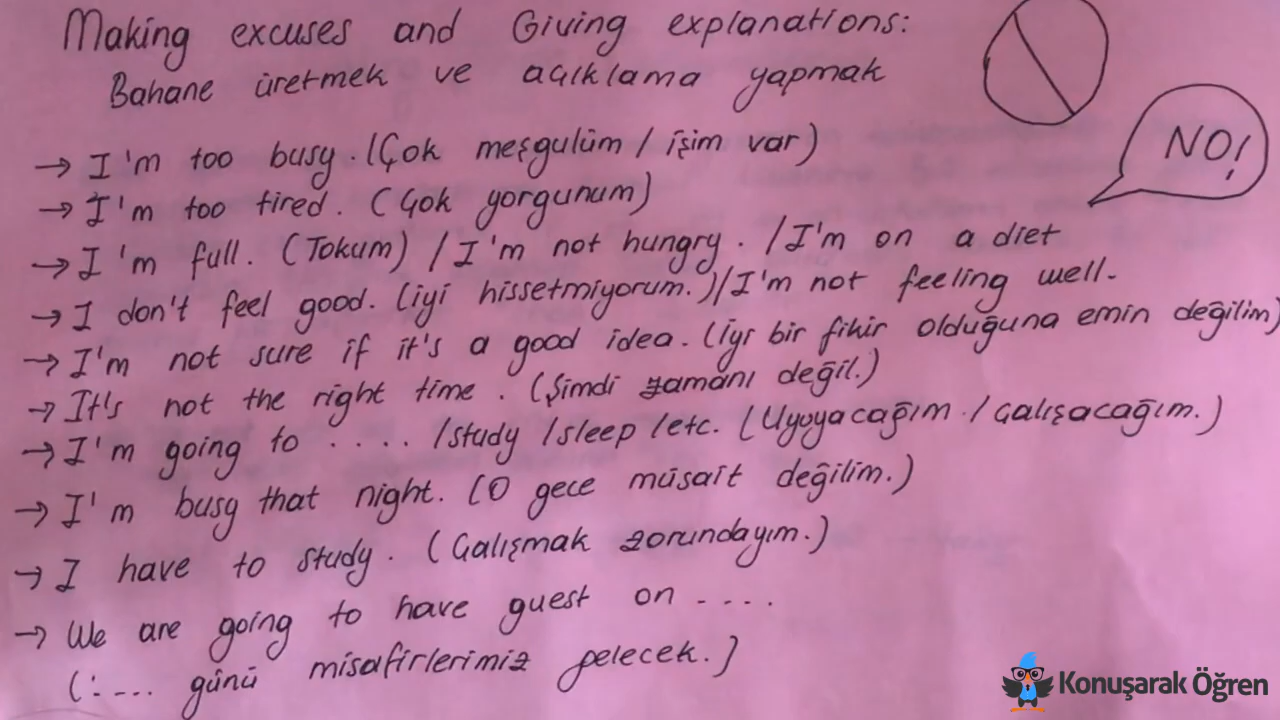 Making excuses and Giving explanations:
Bahane üretmek ve açıklama yapmak
→ I'm too busy. (Çok meşgulüm / işim var)
→ I'm too tired. (Çok yorgunum)
→ I'm full. (Tokum) / I'm not hungry. / I'm on a diet
→ I don't feel good. (iyi hissetmiyorum.) / I'm not feeling well.
→ I'm not sure if it's a good idea. (İyi bir fikir olduğuna emin değilim)
→ It's not the right time. (Şimdi zamanı değil.)
→ I'm going to .... /study /sleep /etc. (Uyuyacağım. / Çalışacağım.)
→ I'm busy that night. (O gece müsait değilim.)
→ I have to study. (Çalışmak zorundayım.)
→ We are going to have guest on ....
(:.... günü misafirlerimiz gelecek.)
NO!
Konuşarak Öğren